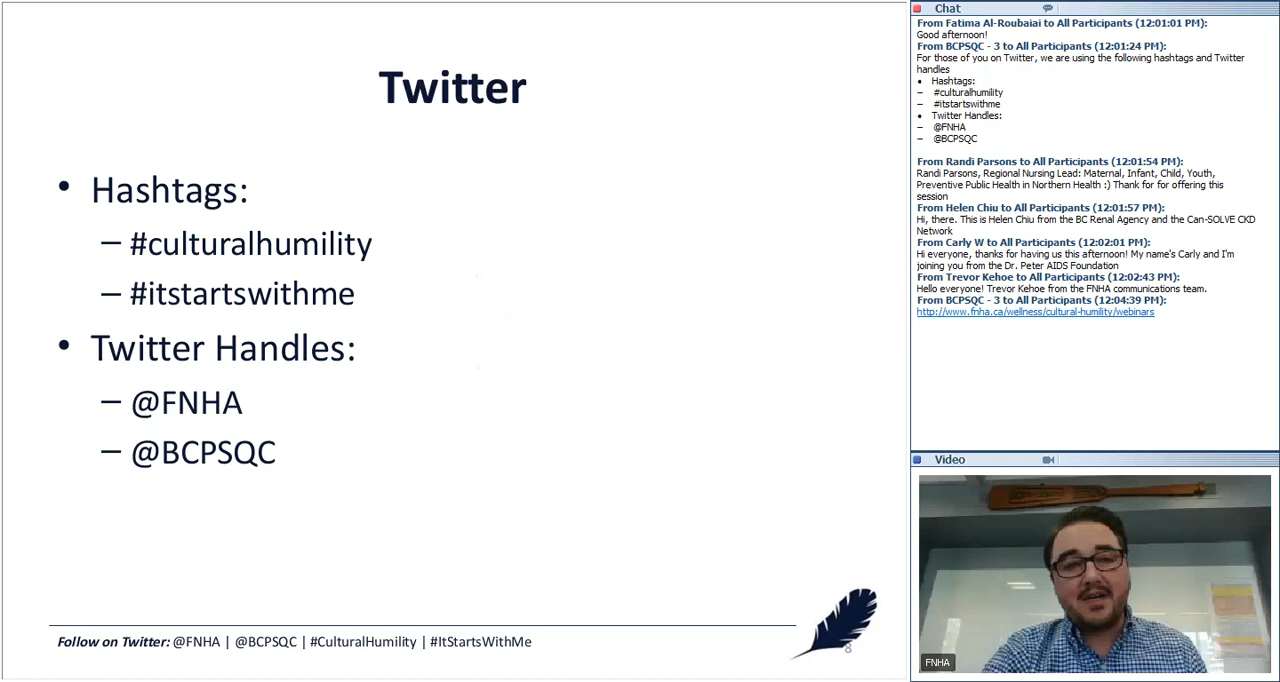 Twitter
• Hashtags:
– #culturalhumility
– #itstartswithme
• Twitter Handles:
– @FNHA
– @BCPSQC
Follow on Twitter: @FNHA | @BCPSQC | #CulturalHumility | #ItStartsWithMe
8
Chat
From Fatima Al-Roubaiai to All Participants (12:01:01 PM):
Good afternoon!
From BCPSQC - 3 to All Participants (12:01:24 PM):
For those of you on Twitter, we are using the following hashtags and Twitter
handles
• Hashtags:
– #culturalhumility
– #itstartswithme
• Twitter Handles:
– @FNHA
– @BCPSQC
From Randi Parsons to All Participants (12:01:54 PM):
Randi Parsons, Regional Nursing Lead: Maternal, Infant, Child, Youth,
Preventive Public Health in Northern Health :) Thank for for offering this
session
From Helen Chiu to All Participants (12:01:57 PM):
Hi, there. This is Helen Chiu from the BC Renal Agency and the Can-SOLVE CKD
Network
From Carly W to All Participants (12:02:01 PM):
Hi everyone, thanks for having us this afternoon! My name's Carly and I'm
joining you from the Dr. Peter AIDS Foundation
From Trevor Kehoe to All Participants (12:02:43 PM):
Hello everyone! Trevor Kehoe from the FNHA communications team.
From BCPSQC - 3 to All Participants (12:04:39 PM):
http://www.fnha.ca/wellness/cultural-humility/webinars
Video
FNHA